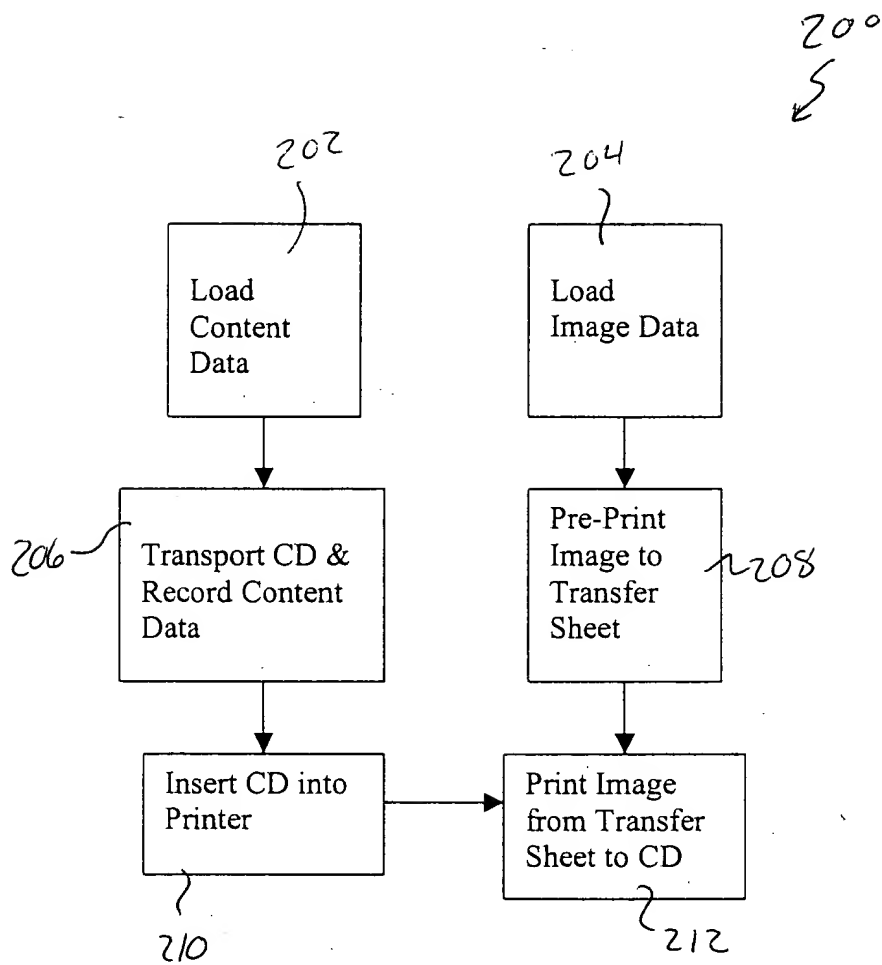 200
202
204
Load
Content
Data
Load
Image Data
206
Transport CD &
Record Content
Data
Pre-Print
Image to
Transfer
Sheet
208
Insert CD into
Printer
Print Image
from Transfer
Sheet to CD
210
212